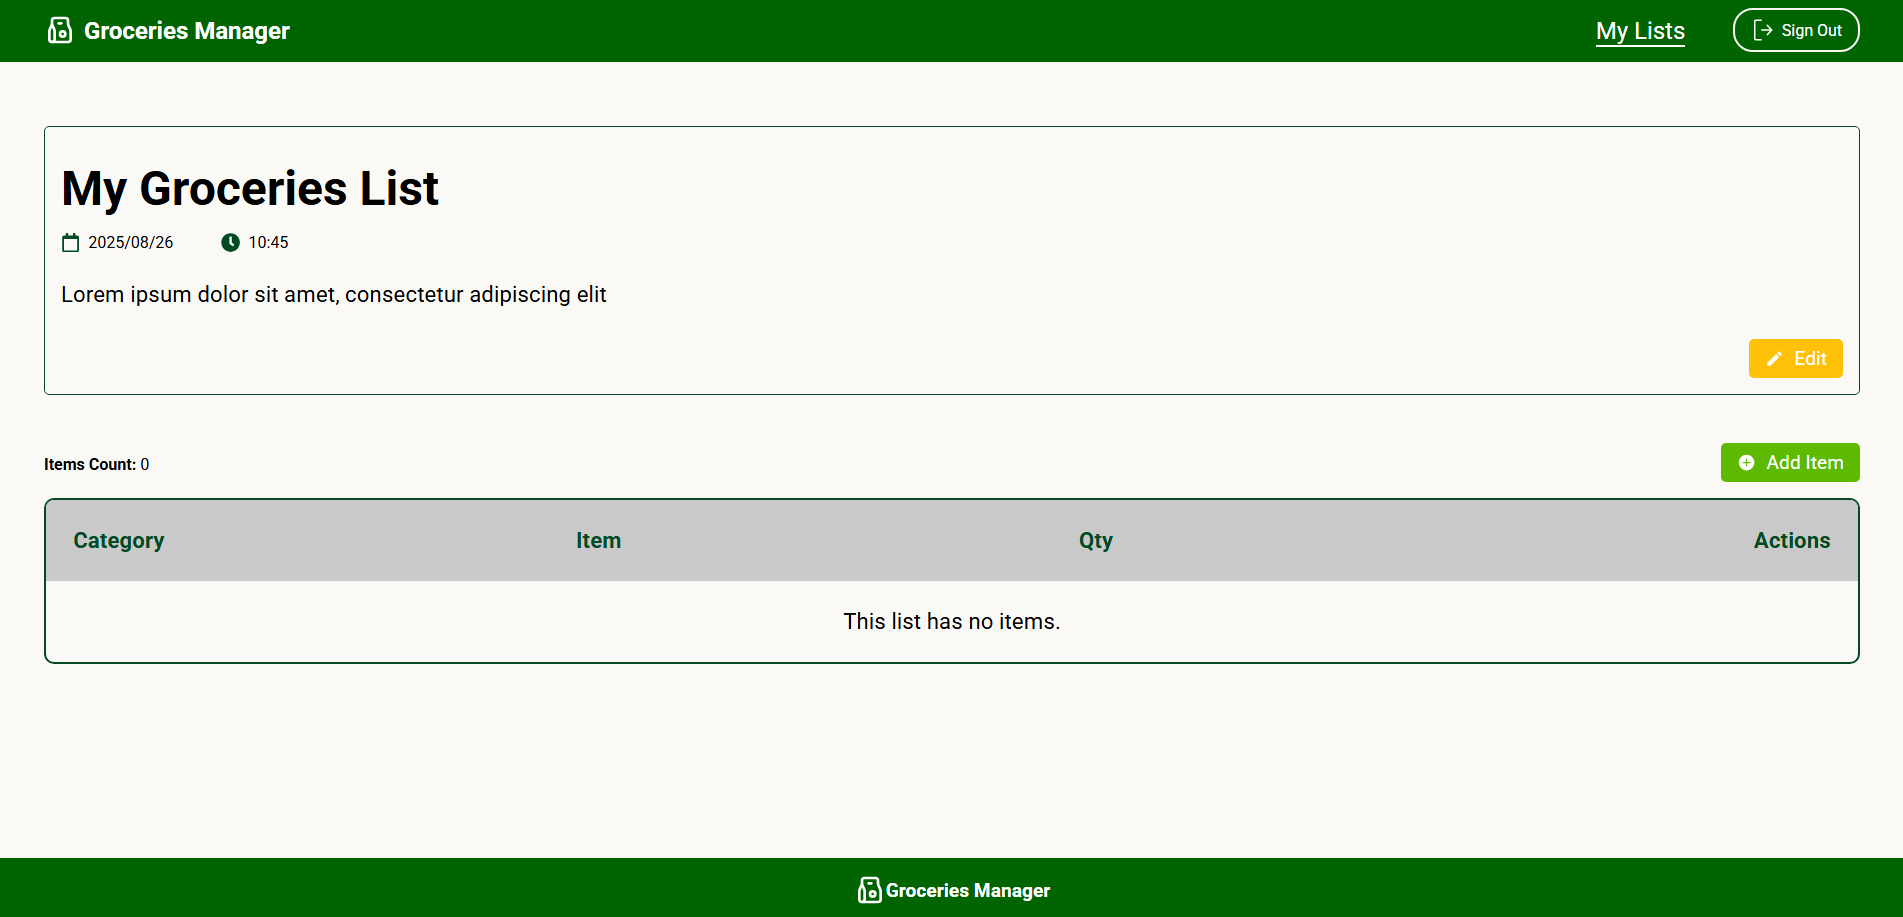 Groceries Manager
My Lists
Sign Out
My Groceries List
2025/08/26 10:45
Lorem ipsum dolor sit amet, consectetur adipiscing elit
Edit
Items Count: 0
Add Item
Category Item Qty Actions
This list has no items.
Groceries Manager